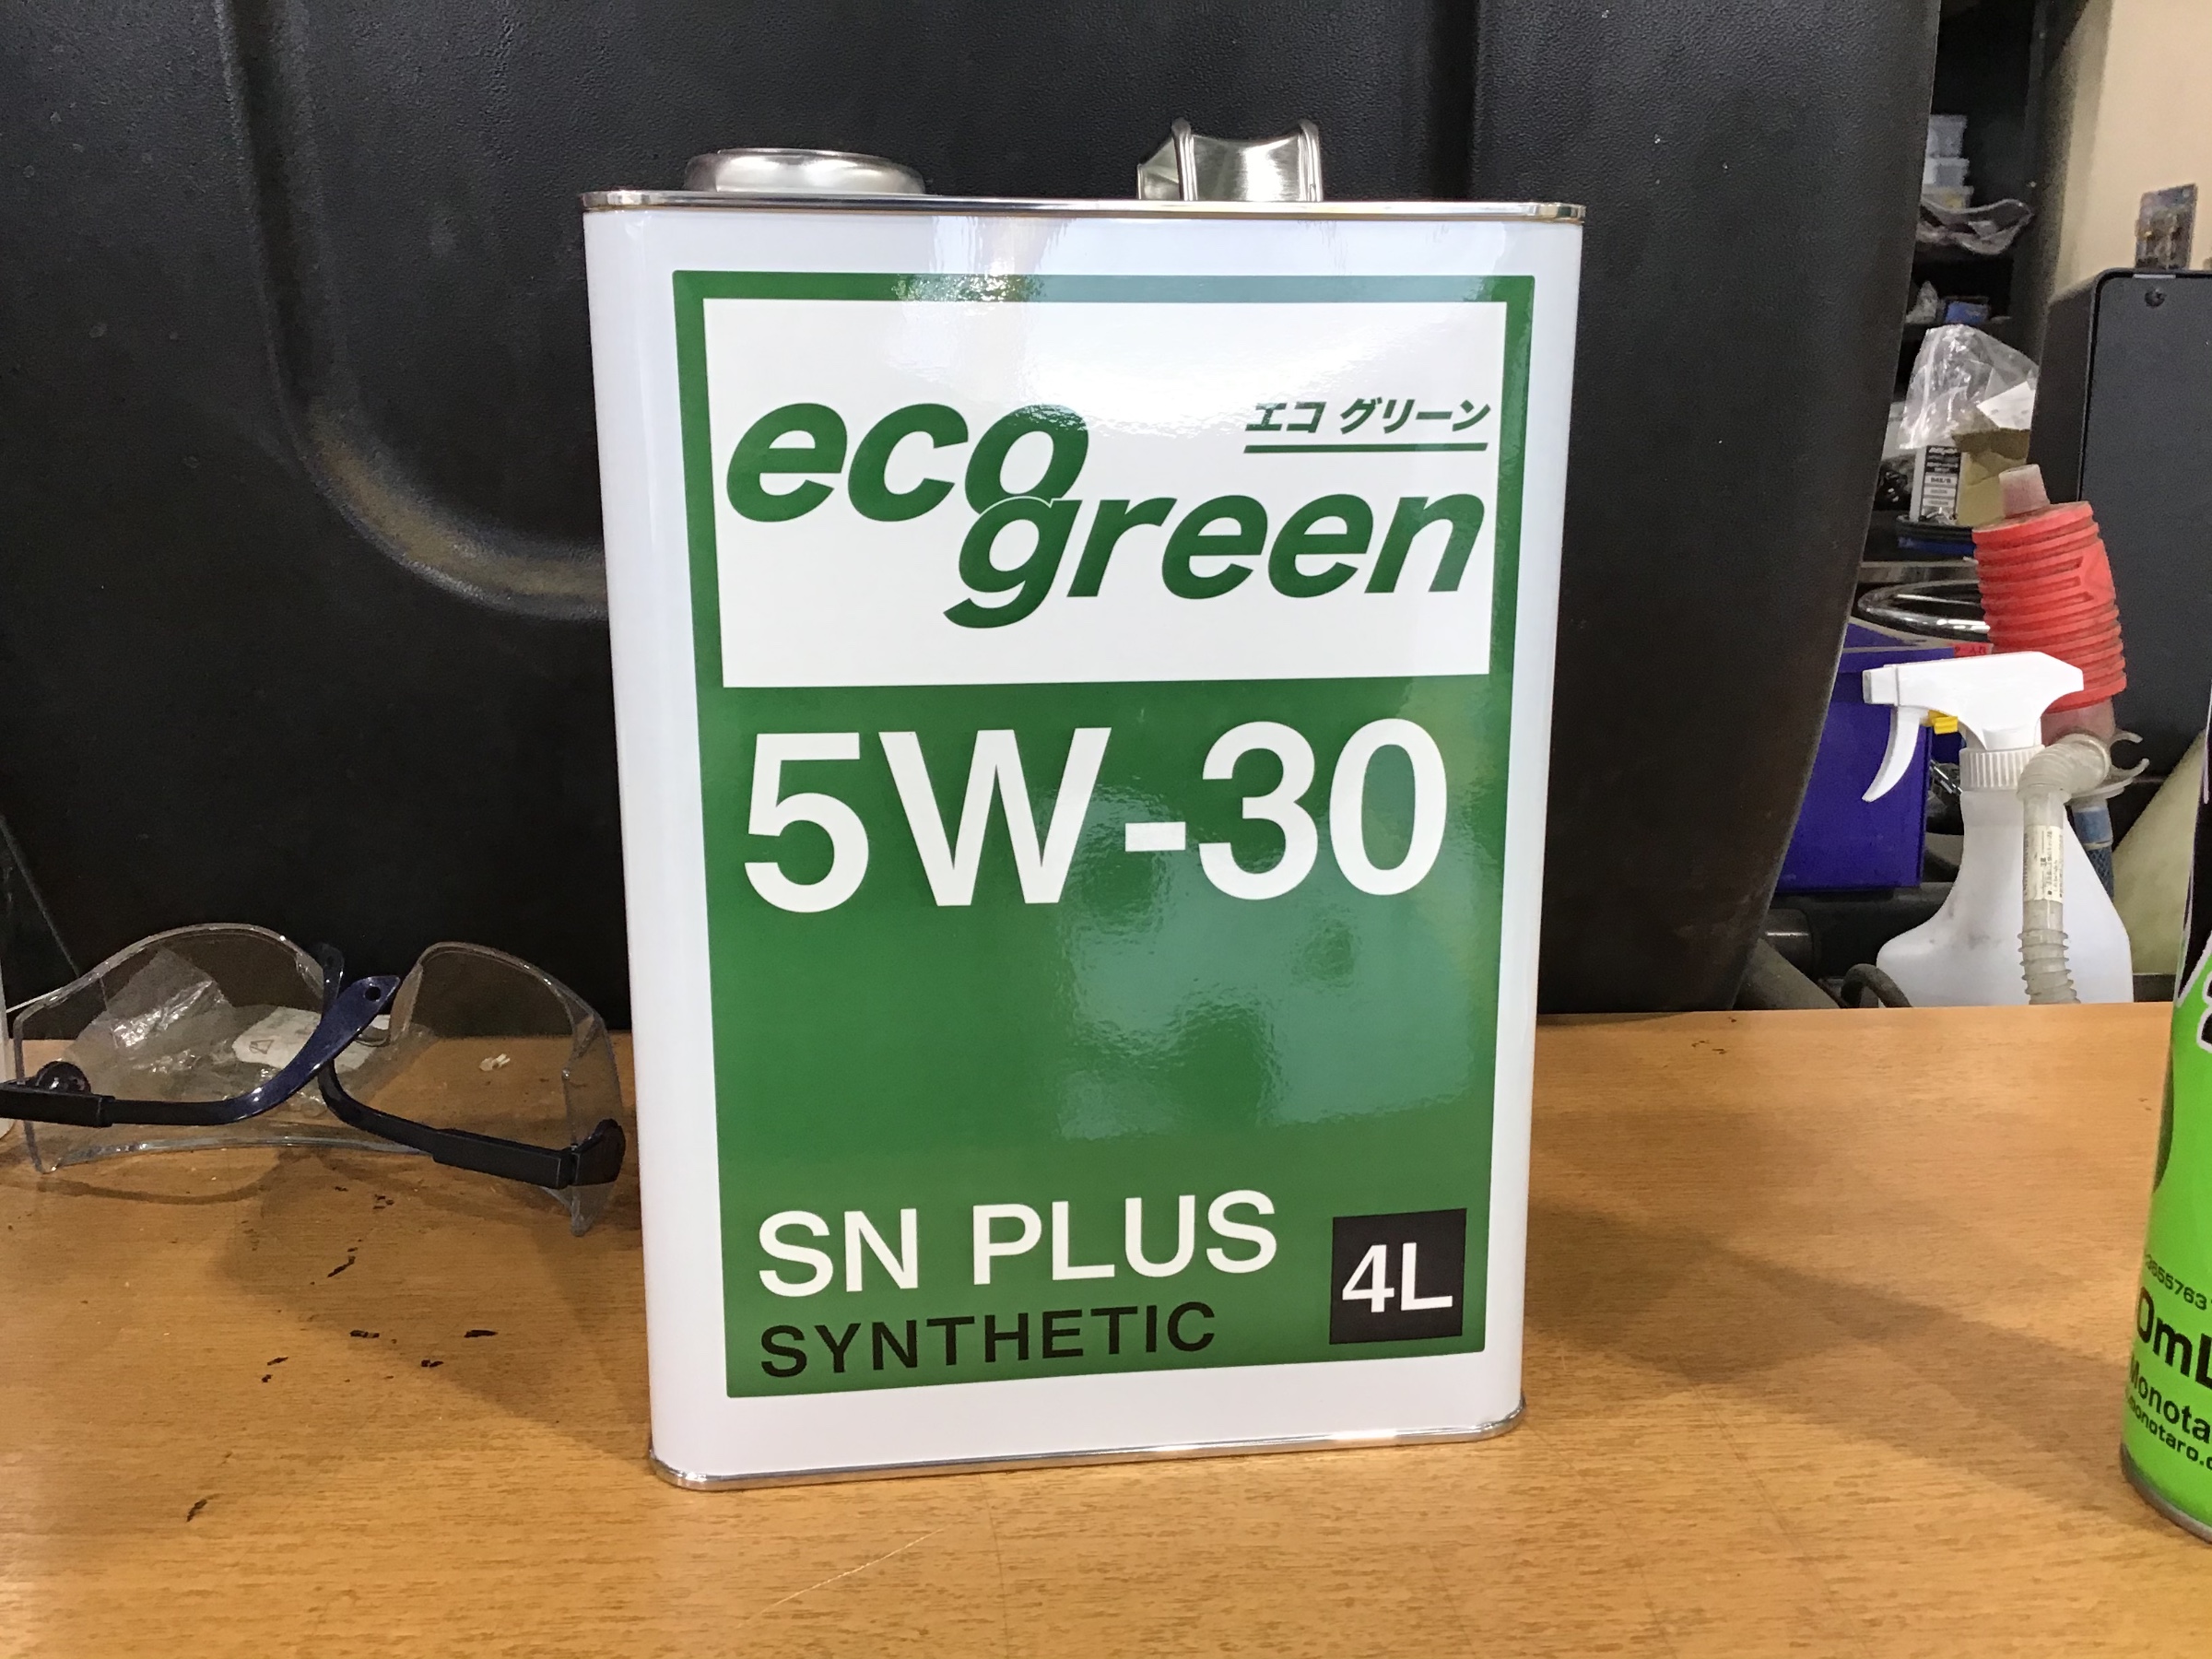 eco
エコ グリーン
green
5W-30
SN PLUS
SYNTHETIC
4L